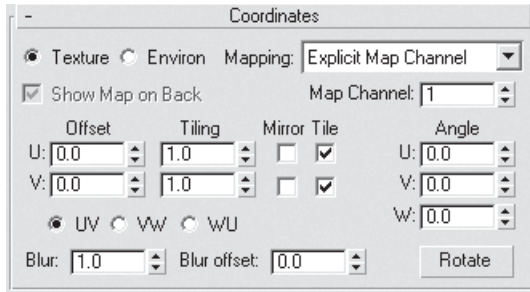 - Coordinates
Texture Environ Mapping: Explicit Map Channel
Show Map on Back Map Channel: 1
Offset Tiling Mirror Tile Angle
U: 0.0 1.0 U: 0.0
V: 0.0 1.0 V: 0.0
UV VW WU W: 0.0
Blur: 1.0 Blur offset: 0.0 Rotate